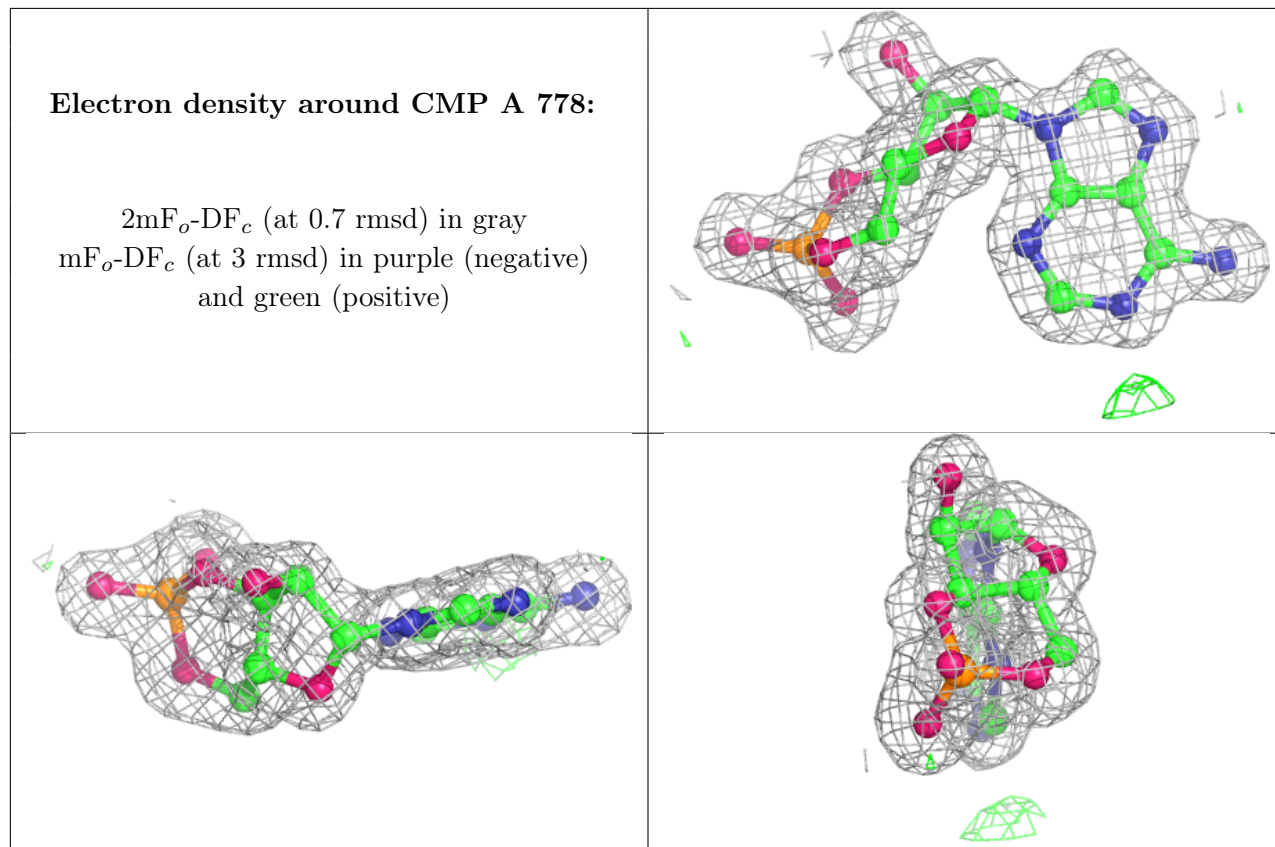 Electron density around CMP A 778:
2mFo-DFc (at 0.7 rmsd) in gray
mFo-DFc (at 3 rmsd) in purple (negative)
and green (positive)